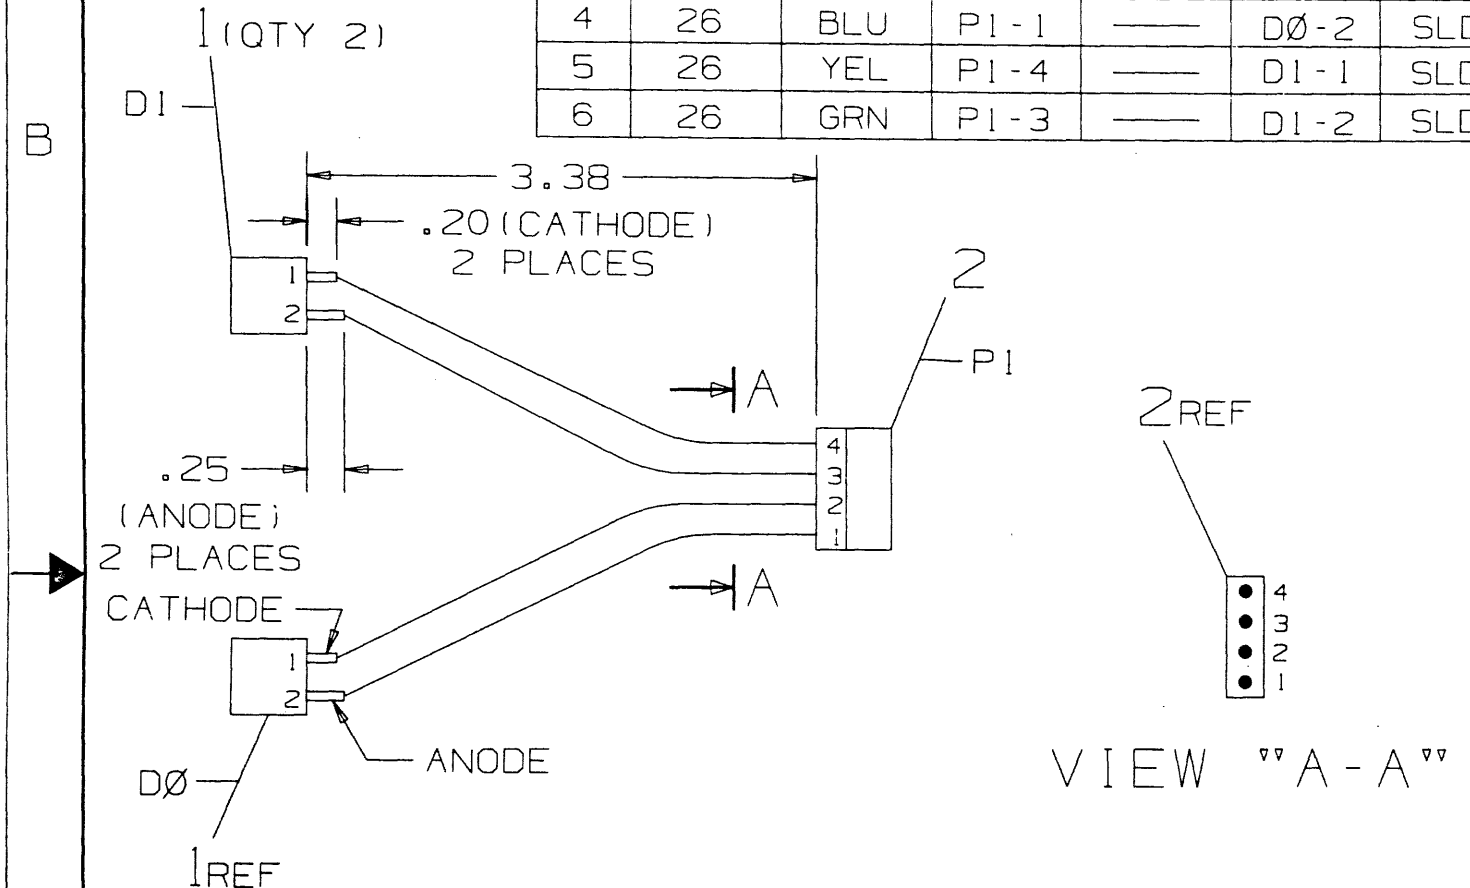 1(QTY 2)
4 26 BLU P1-1 —— DØ-2 SLD
5 26 YEL P1-4 —— D1-1 SLD
6 26 GRN P1-3 —— D1-2 SLD
D1
B
3.38
.20(CATHODE)
2 PLACES
1
2
2
P1
A
2REF
4
3
2
1
.25
(ANODE)
2 PLACES
CATHODE
A
4
3
2
1
1
2
ANODE
DØ
1REF
VIEW "A-A"